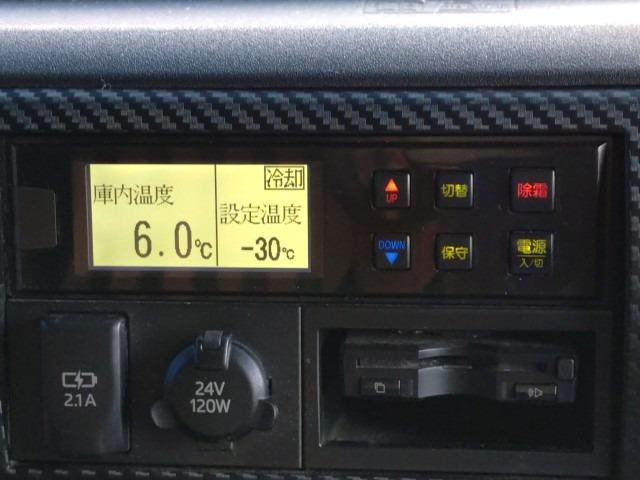 冷却
庫内温度
設定温度
6.0℃
-30℃
UP
切替
除霜
DOWN
保守
電源
入/切
2.1A
24V
120W